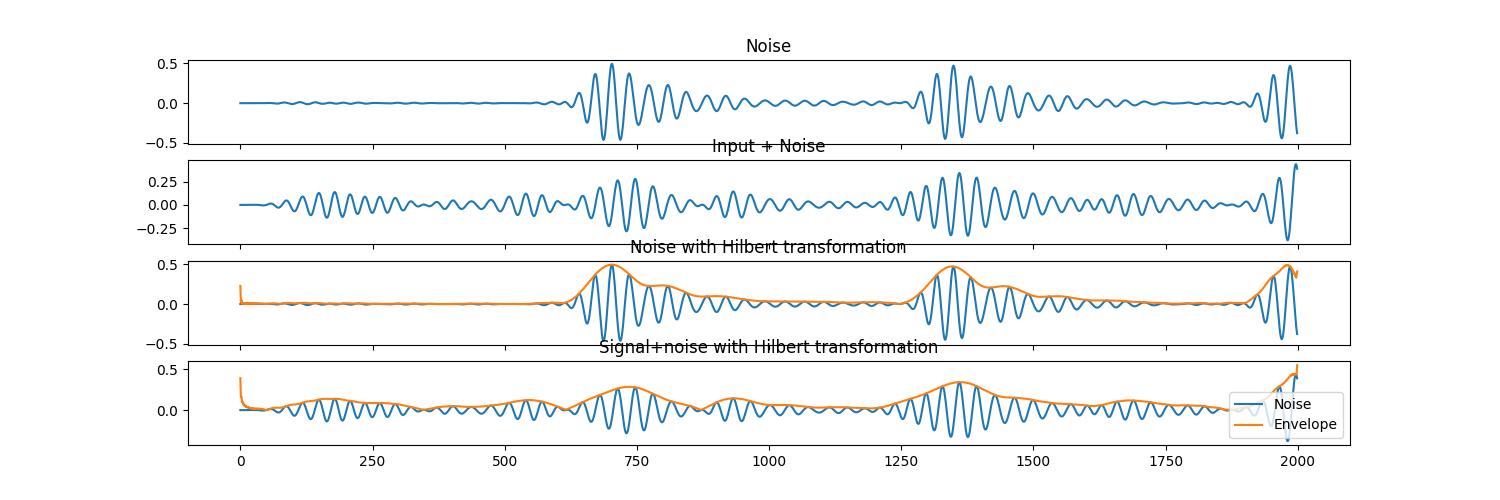 Noise
0.5
0.0
−0.5
Input + Noise
0.25
0.00
−0.25
Noise with Hilbert transformation
0.5
0.0
−0.5
Signal+noise with Hilbert transformation
0.5
0.0
Noise
Envelope
0 250 500 750 1000 1250 1500 1750 2000